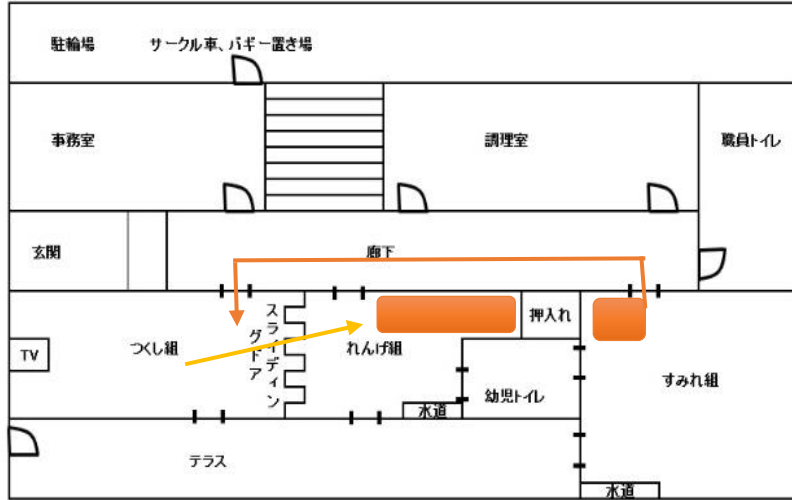 駐輪場
サークル車、バギー置き場
事務室
調理室
職員トイレ
玄関
廊下
TV
つくし組
スライディン
グドア
れんげ組
押入れ
すみれ組
幼児トイレ
水道
テラス
水道